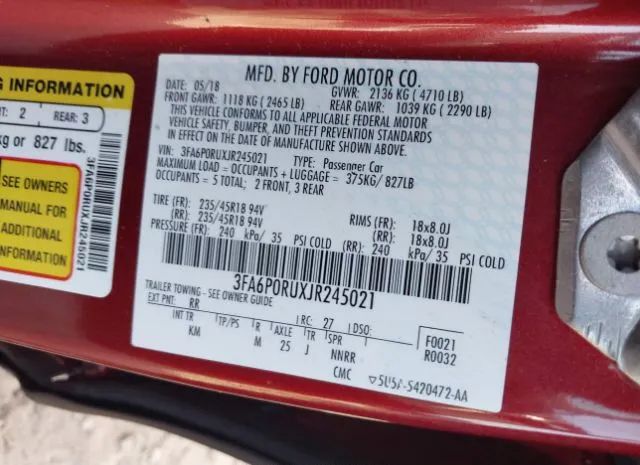 MFD. BY FORD MOTOR CO.
DATE: 05/18 GVWR: 2136 KG ( 4710 LB)
FRONT GAWR: 1118 KG ( 2465 LB) REAR GAWR: 1039 KG ( 2290 LB)
THIS VEHICLE CONFORMS TO ALL APPLICABLE FEDERAL MOTOR
VEHICLE SAFETY, BUMPER, AND THEFT PREVENTION STANDARDS
IN EFFECT ON THE DATE OF MANUFACTURE SHOWN ABOVE.
VIN: 3FA6P0RUXJR245021 TYPE: Passenger Car
MAXIMUM LOAD = OCCUPANTS + LUGGAGE = 375KG/ 827LB
OCCUPANTS = 5 TOTAL; 2 FRONT, 3 REAR
TIRE (FR): 235/45R18 94V RIMS (FR): 18x8.0J
(RR): 235/45R18 94V (RR): 18x8.0J
PRESSURE (FR): 240 kPa/ 35 PSI COLD (RR): 240 kPa/ 35 PSI COLD
3FA6P0RUXJR245021
TRAILER TOWING - SEE OWNER GUIDE
EXT PNT: RR RC: 27 DSO: F0021
INT TR TP/PS R AXLE TR SPR R0032
KM M 25 J NNRR
CMC 5U5A-5420472-AA
INFORMATION
2 REAR: 3
kg or 827 lbs.
SEE OWNERS
MANUAL FOR
ADDITIONAL
INFORMATION
3FA6P0RUXJR245021